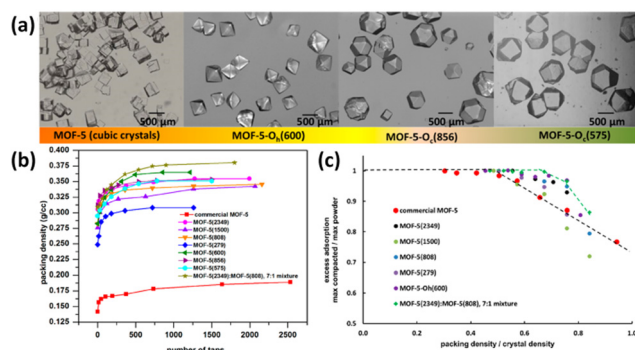 (a)
500 μm
500 μm
500 μm
500 μm
MOF-5 (cubic crystals)
MOF-5-Oh(600)
MOF-5-Oc(856)
MOF-5-Oc(575)
(b)
packing density (g/cc)
0.375
0.350
0.325
0.300
0.275
0.250
0.225
0.200
0.175
0.150
0.125
0
500
1000
1500
2000
2500
number of taps
commercial MOF-5
MOF-5(2349)
MOF-5(1500)
MOF-5(808)
MOF-5(279)
MOF-5(600)
MOF-5(856)
MOF-5(575)
MOF-5(2349):MOF-5(808), 7:1 mixture
(c)
excess adsorption
max compacted / max powder
1
0.9
0.8
0.7
0.6
0.5
0.0
0.2
0.4
0.6
0.8
1.0
packing density / crystal density
commercial MOF-5
MOF-5(2349)
MOF-5(1500)
MOF-5(808)
MOF-5(279)
MOF-5-Oh(600)
MOF-5(2349):MOF-5(808), 7:1 mixture